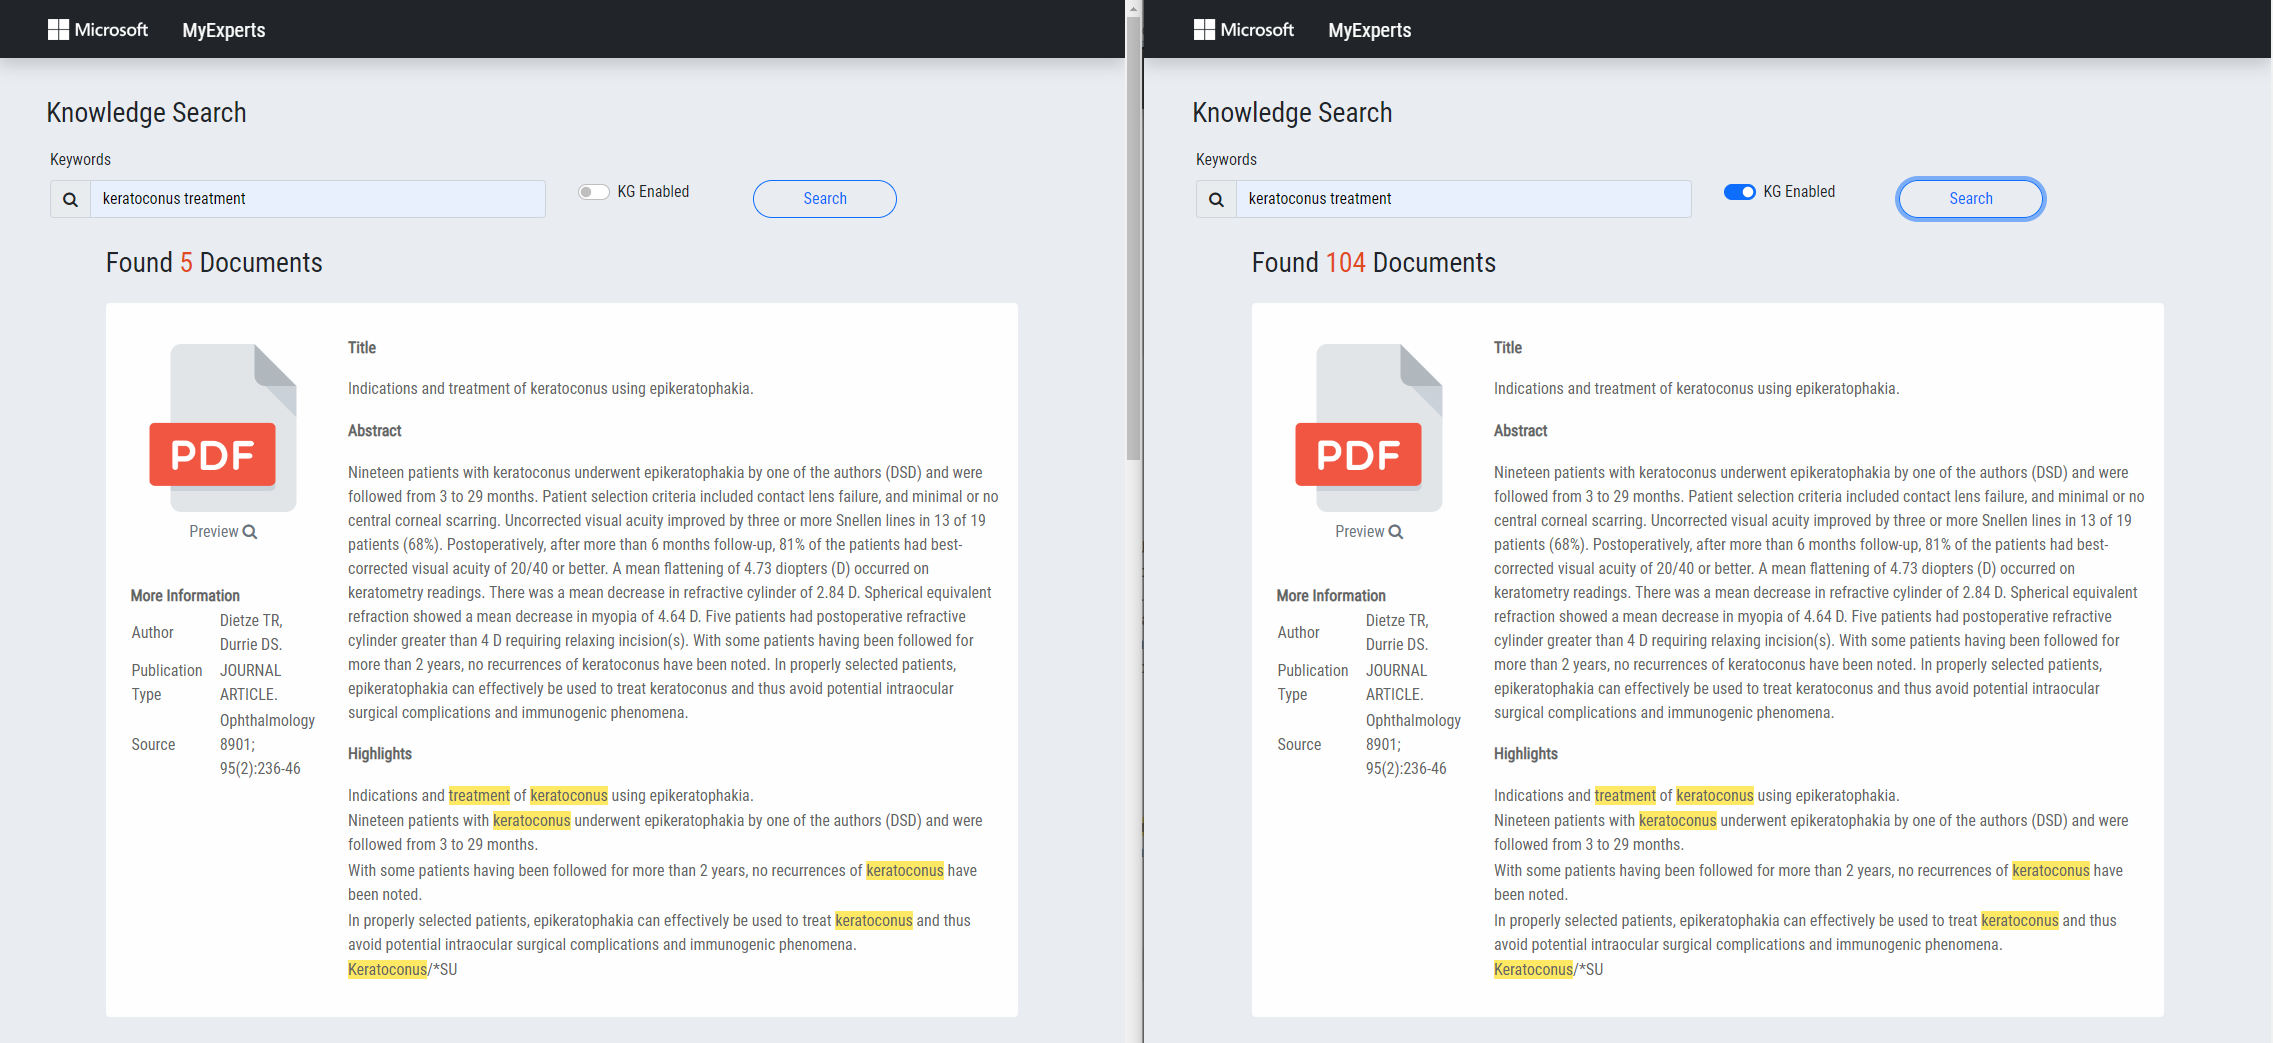 Microsoft MyExperts
Knowledge Search
Keywords
keratoconus treatment
KG Enabled
Search
Found 5 Documents
PDF
Preview
More Information
Author
Dietze TR,
Durrie DS.
Publication
Type
JOURNAL
ARTICLE.
Source
Ophthalmology
8901;
95(2):236-46
Title
Indications and treatment of keratoconus using epikeratophakia.
Abstract
Nineteen patients with keratoconus underwent epikeratophakia by one of the authors (DSD) and were
followed from 3 to 29 months. Patient selection criteria included contact lens failure, and minimal or no
central corneal scarring. Uncorrected visual acuity improved by three or more Snellen lines in 13 of 19
patients (68%). Postoperatively, after more than 6 months follow-up, 81% of the patients had best-
corrected visual acuity of 20/40 or better. A mean flattening of 4.73 diopters (D) occurred on
keratometry readings. There was a mean decrease in refractive cylinder of 2.84 D. Spherical equivalent
refraction showed a mean decrease in myopia of 4.64 D. Five patients had postoperative refractive
cylinder greater than 4 D requiring relaxing incision(s). With some patients having been followed for
more than 2 years, no recurrences of keratoconus have been noted. In properly selected patients,
epikeratophakia can effectively be used to treat keratoconus and thus avoid potential intraocular
surgical complications and immunogenic phenomena.
Highlights
Indications and treatment of keratoconus using epikeratophakia.
Nineteen patients with keratoconus underwent epikeratophakia by one of the authors (DSD) and were
followed from 3 to 29 months.
With some patients having been followed for more than 2 years, no recurrences of keratoconus have
been noted.
In properly selected patients, epikeratophakia can effectively be used to treat keratoconus and thus
avoid potential intraocular surgical complications and immunogenic phenomena.
Keratoconus/*SU
Microsoft MyExperts
Knowledge Search
Keywords
keratoconus treatment
KG Enabled
Search
Found 104 Documents
PDF
Preview
More Information
Author
Dietze TR,
Durrie DS.
Publication
Type
JOURNAL
ARTICLE.
Source
Ophthalmology
8901;
95(2):236-46
Title
Indications and treatment of keratoconus using epikeratophakia.
Abstract
Nineteen patients with keratoconus underwent epikeratophakia by one of the authors (DSD) and were
followed from 3 to 29 months. Patient selection criteria included contact lens failure, and minimal or no
central corneal scarring. Uncorrected visual acuity improved by three or more Snellen lines in 13 of 19
patients (68%). Postoperatively, after more than 6 months follow-up, 81% of the patients had best-
corrected visual acuity of 20/40 or better. A mean flattening of 4.73 diopters (D) occurred on
keratometry readings. There was a mean decrease in refractive cylinder of 2.84 D. Spherical equivalent
refraction showed a mean decrease in myopia of 4.64 D. Five patients had postoperative refractive
cylinder greater than 4 D requiring relaxing incision(s). With some patients having been followed for
more than 2 years, no recurrences of keratoconus have been noted. In properly selected patients,
epikeratophakia can effectively be used to treat keratoconus and thus avoid potential intraocular
surgical complications and immunogenic phenomena.
Highlights
Indications and treatment of keratoconus using epikeratophakia.
Nineteen patients with keratoconus underwent epikeratophakia by one of the authors (DSD) and were
followed from 3 to 29 months.
With some patients having been followed for more than 2 years, no recurrences of keratoconus have
been noted.
In properly selected patients, epikeratophakia can effectively be used to treat keratoconus and thus
avoid potential intraocular surgical complications and immunogenic phenomena.
Keratoconus/*SU